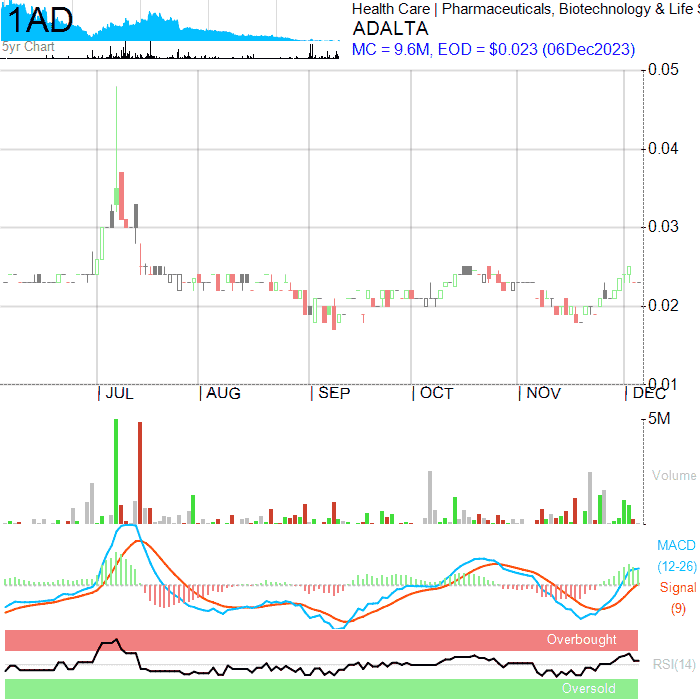 1AD
5yr Chart
Health Care | Pharmaceuticals, Biotechnology & Life
ADALTA
MC = 9.6M, EOD = $0.023 (06Dec2023)
0.05
0.04
0.03
0.02
0.01
JUL AUG SEP OCT NOV DEC
5M
Volume
MACD
(12-26)
Signal
(9)
Overbought
RSI(14)
Oversold